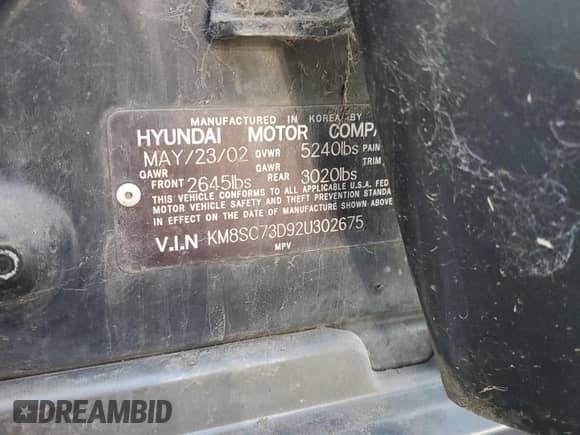 MANUFACTURED IN KOREA BY
HYUNDAI MOTOR COMPA
MAY/23/02 GVWR 5240lbs PAIN
GAWR FRONT 2645lbs GAWR REAR 3020lbs TRIM
THIS VEHICLE CONFORMS TO ALL APPLICABLE U.S.A. FED
MOTOR VEHICLE SAFETY AND THEFT PREVENTION STANDA
IN EFFECT ON THE DATE OF MANUFACTURE SHOWN ABOVE
V.I.N KM8SC73D92U302675
MPV
DREAMBID